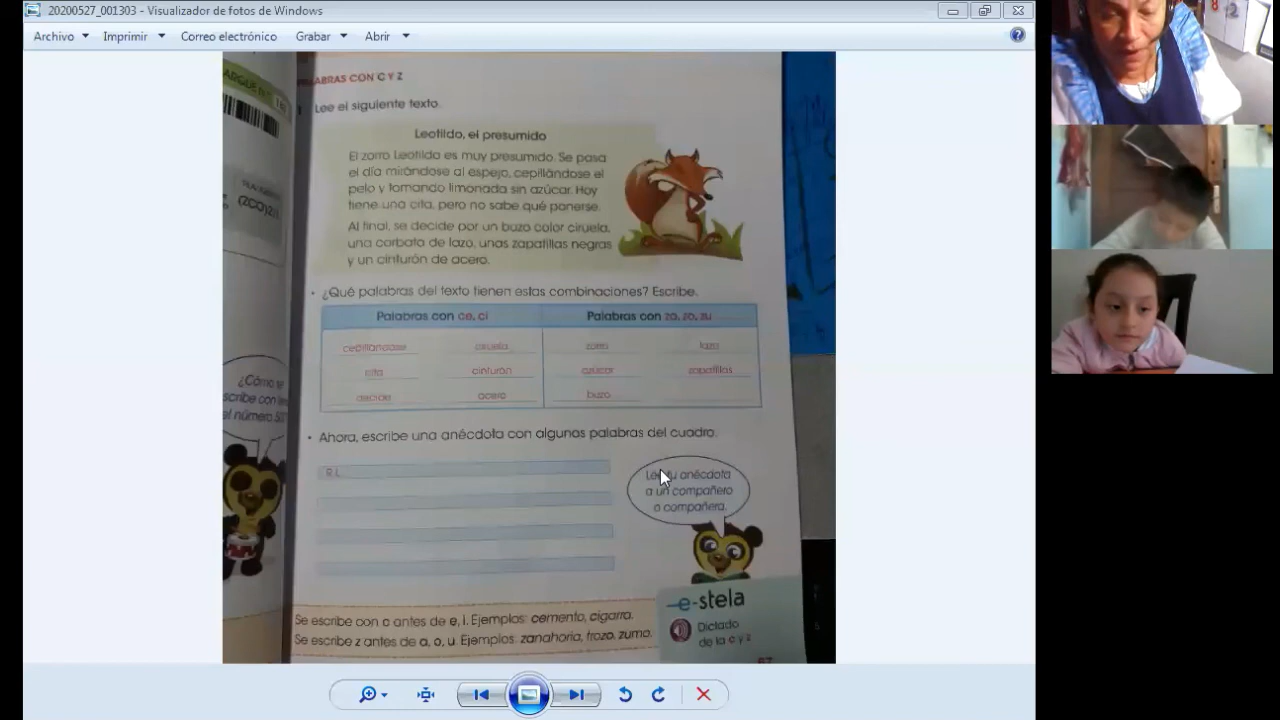 20200527_001303 - Visualizador de fotos de Windows
Archivo Imprimir Correo electrónico Grabar Abrir
PALABRAS CON C Y Z
1 Lee el siguiente texto.
Leotildo, el presumido
El zorro Leotildo es muy presumido. Se pasa
el día mirándose al espejo, cepillándose el
pelo y tomando limonada sin azúcar. Hoy
tiene una cita, pero no sabe qué ponerse.
Al final, se decide por un buzo color ciruela,
una corbata de lazo, unas zapatillas negras
y un cinturón de acero.
• ¿Qué palabras del texto tienen estas combinaciones? Escribe.
Palabras con ce, ci Palabras con za, zo, zu
cepillándose ciruela zorro lazo
cita cinturón azúcar zapatillas
decide acero buzo
• Ahora, escribe una anécdota con algunas palabras del cuadro.
R.L.
Lee tu anécdota
a un compañero
o compañera.
¿Cómo se
el número
e-stela
Dictado
de la c y z
Se escribe con c antes de e, i. Ejemplos: cemento, cigarra.
Se escribe z antes de a, o, u. Ejemplos: zanahoria, trozo, zumo.
67